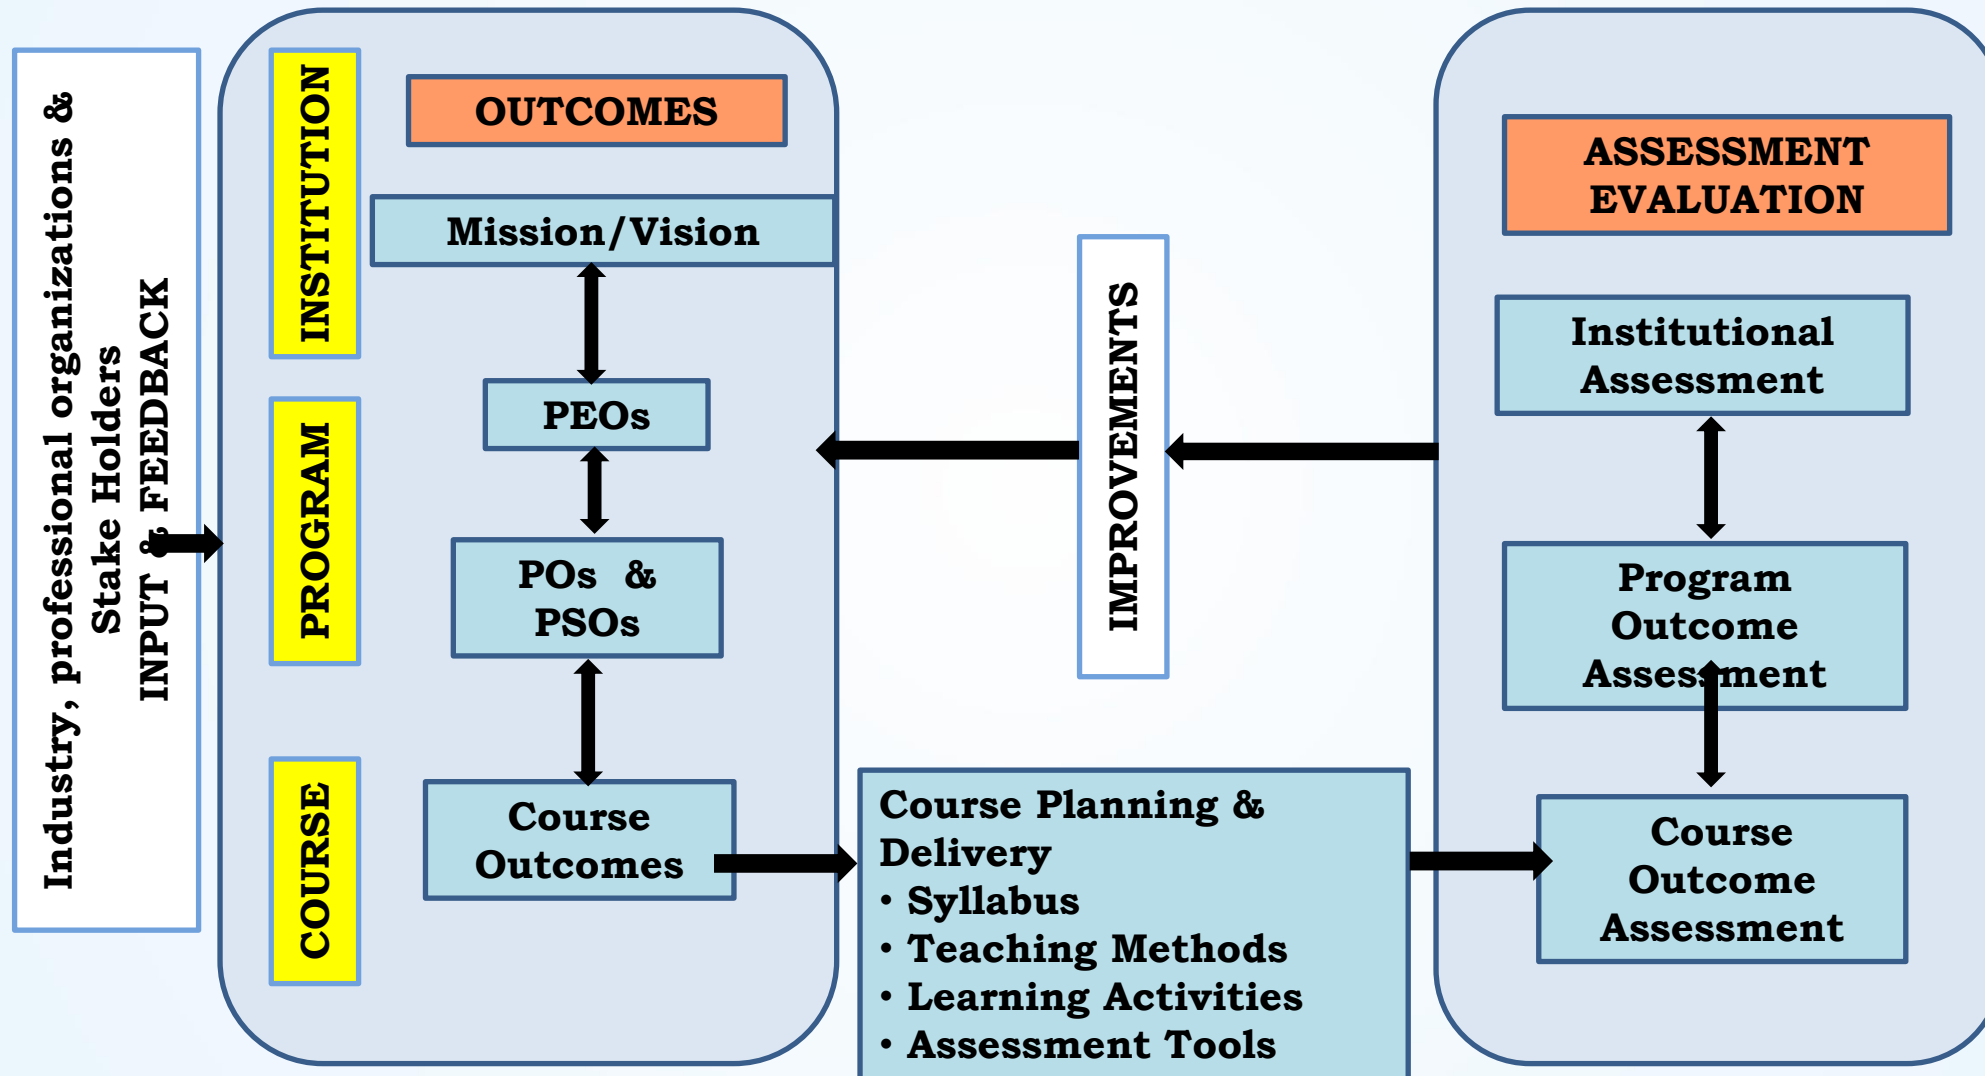 Industry, professional organizations &
Stake Holders
INPUT & FEEDBACK
INSTITUTION
PROGRAM
COURSE
OUTCOMES
Mission/Vision
PEOs
POs & 
PSOs
Course
Outcomes
Course Planning &
Delivery
• Syllabus
• Teaching Methods
• Learning Activities
• Assessment Tools
IMPROVEMENTS
ASSESSMENT
EVALUATION
Institutional
Assessment
Program
Outcome
Assessment
Course
Outcome
Assessment